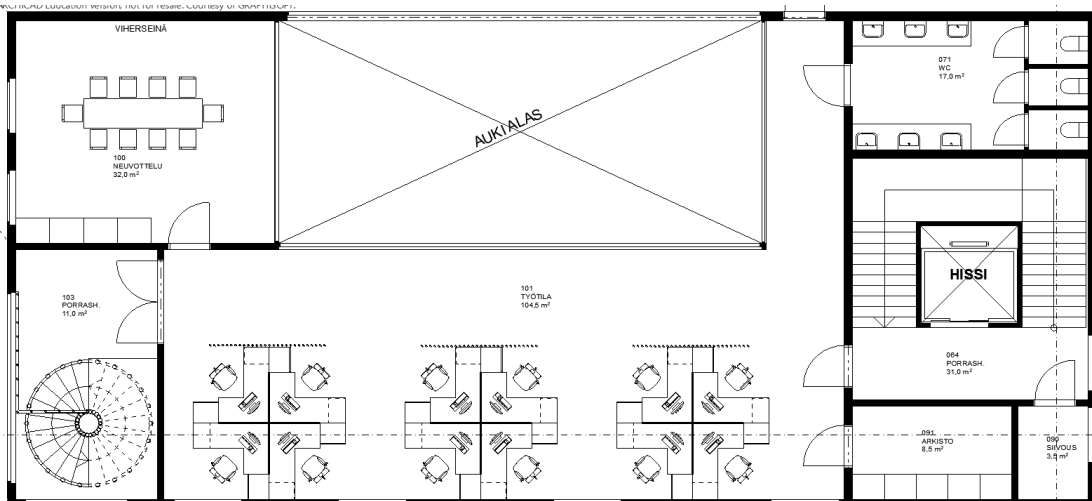 ARCHICAD Education version, not for resale. Courtesy of GRAPHISOFT.
VIHERSEINÄ
071
WC
17,0 m²
AUKI ALAS
100
NEUVOTTELU
32,0 m²
HISSI
101
TYÖTILA
104,5 m²
103
PORRASH.
11,0 m²
064
PORRASH.
31,0 m²
091
ARKISTO
8,5 m²
090
SIIVOUS
3,5 m²